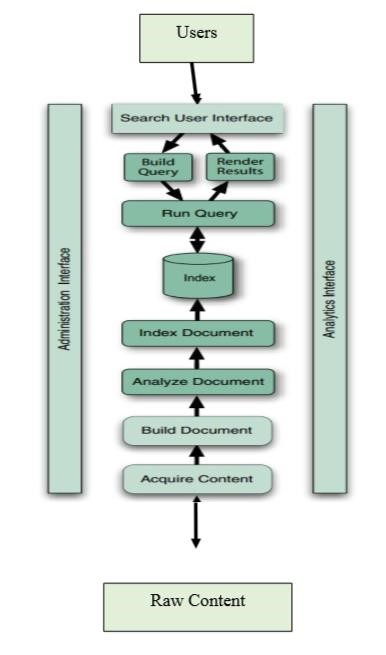 Users
Search User Interface
Build
Query
Render
Results
Run Query
Index
Index Document
Analyze Document
Build Document
Acquire Content
Raw Content
Administration Interface
Analytics Interface